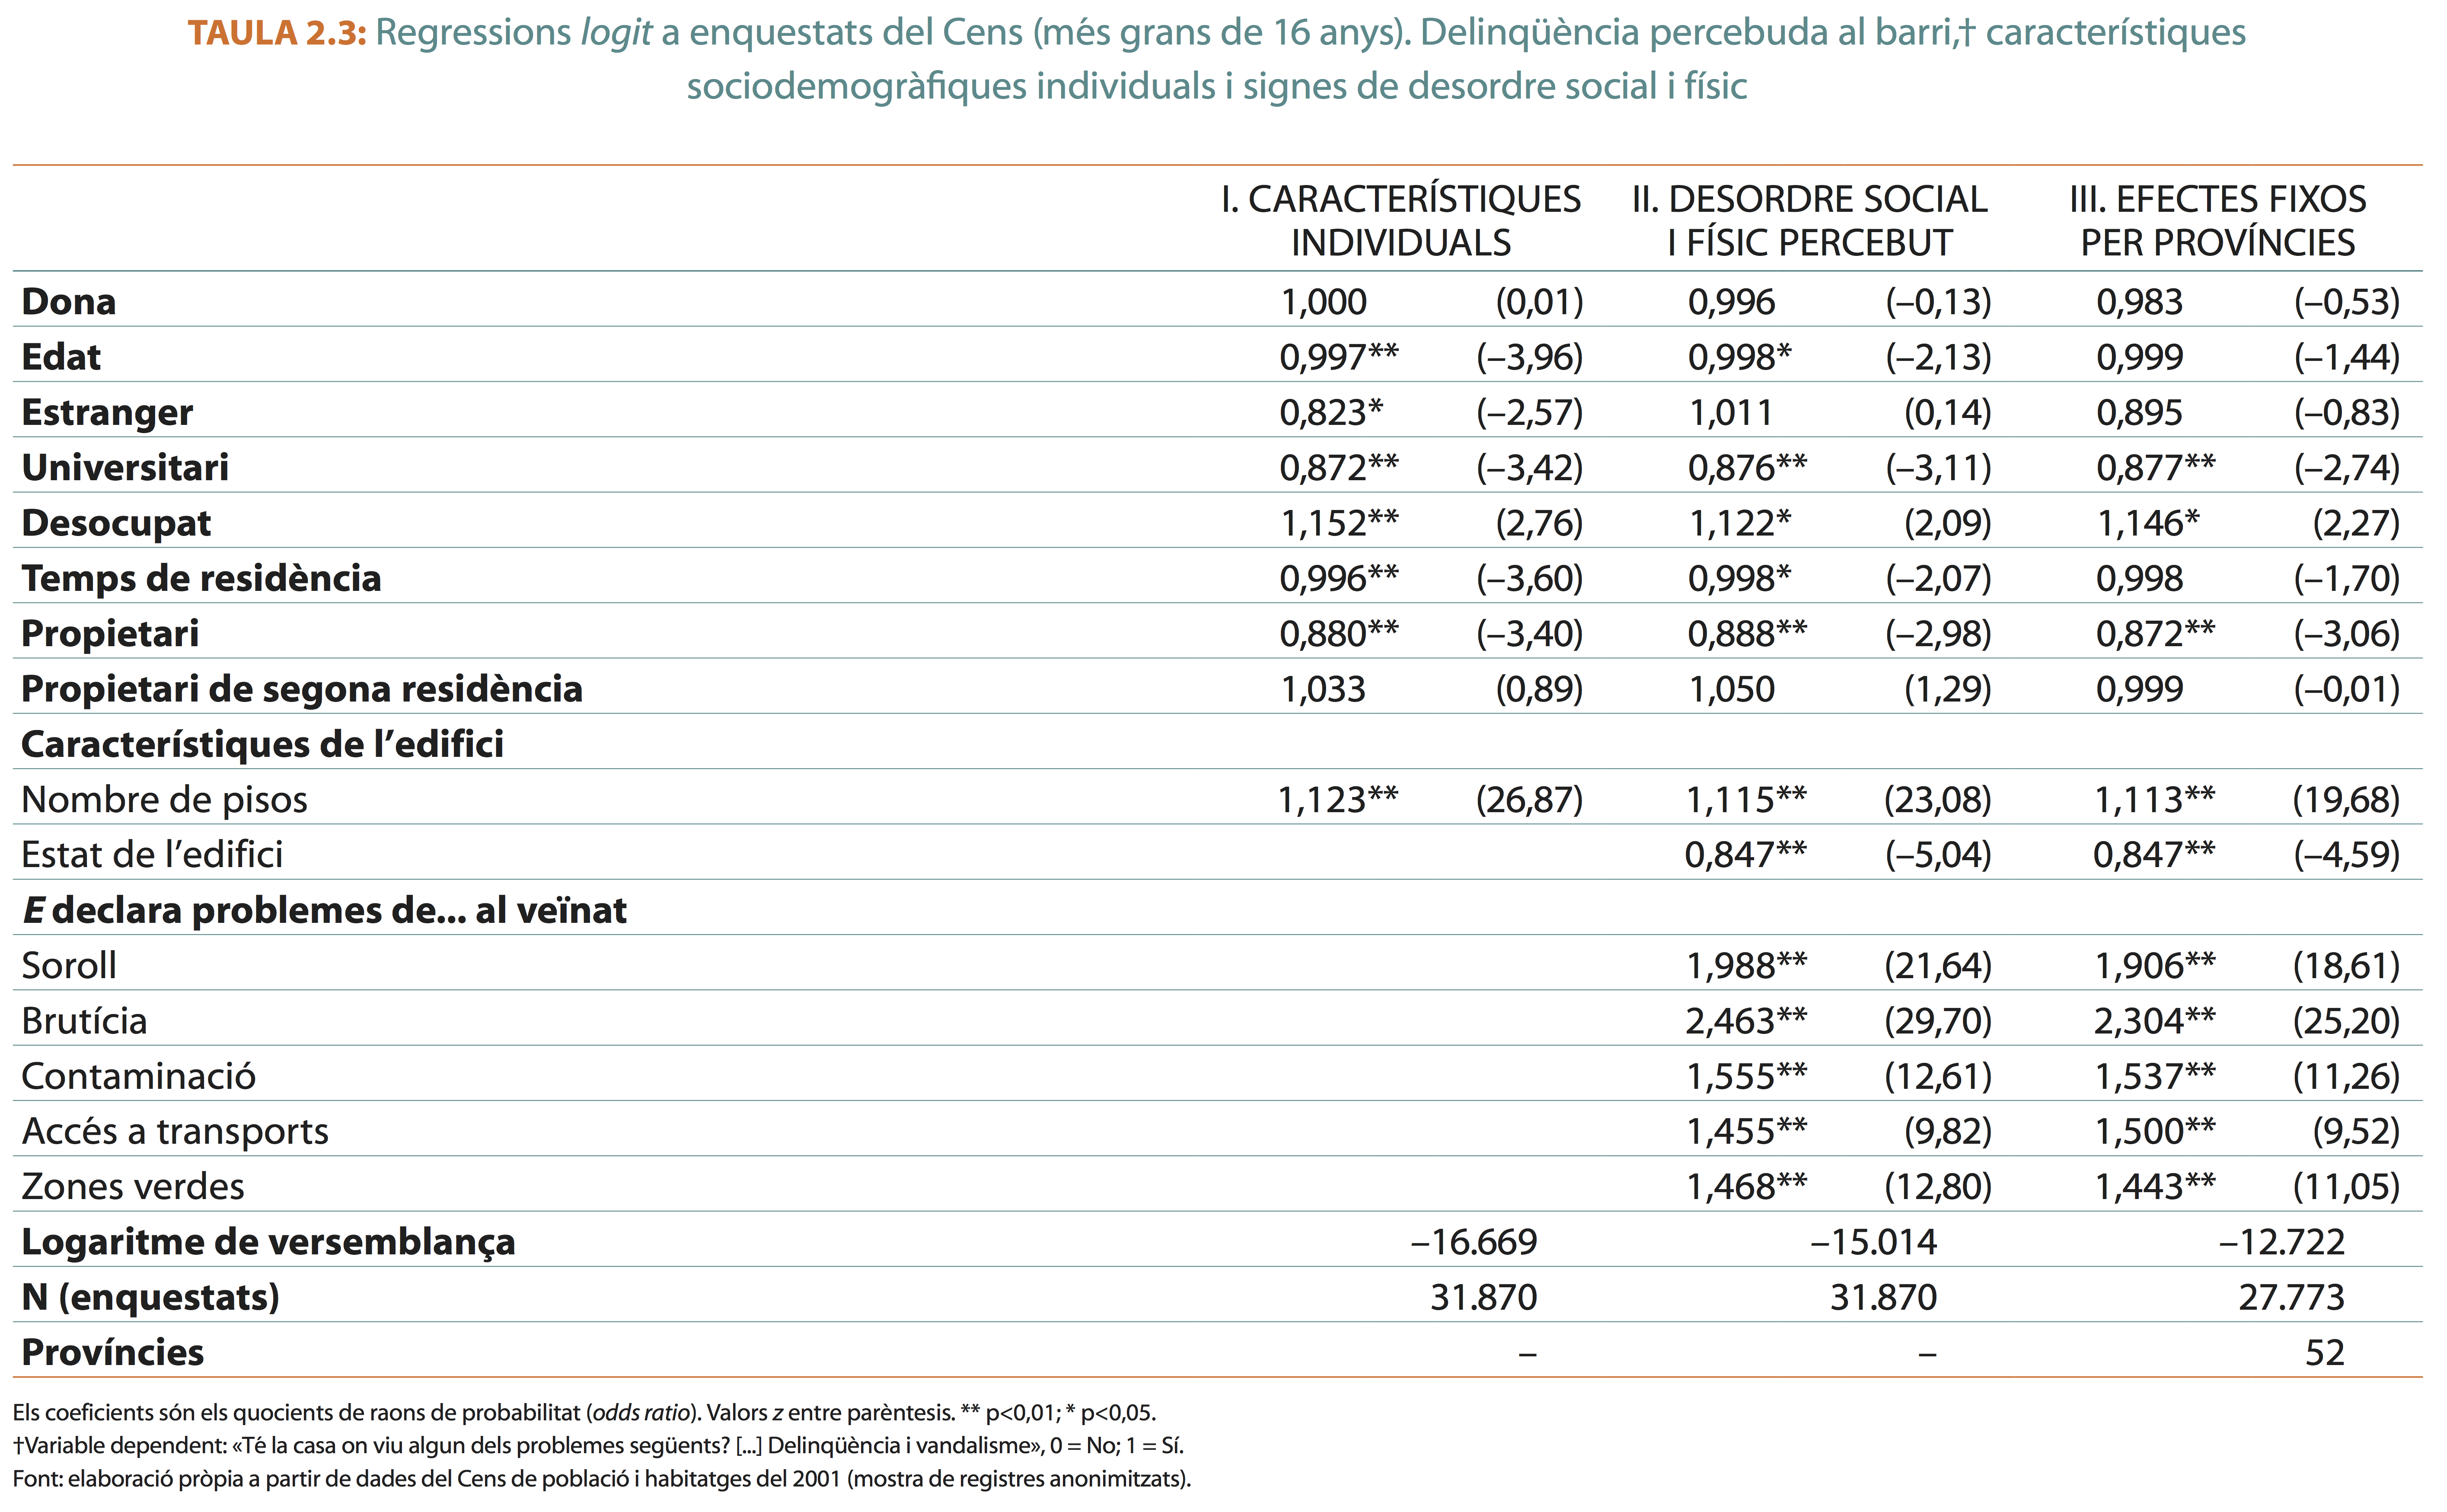 TAULA 2.3: Regressions logit a enquestats del Cens (més grans de 16 anys). Delinqüència percebuda al barri,† característiques
sociodemogràfiques individuals i signes de desordre social i físic
I. CARACTERÍSTIQUES INDIVIDUALS II. DESORDRE SOCIAL I FÍSIC PERCEBUT III. EFECTES FIXOS PER PROVÍNCIES
Dona 1,000 (0,01) 0,996 (–0,13) 0,983 (–0,53)
Edat 0,997** (–3,96) 0,998* (–2,13) 0,999 (–1,44)
Estranger 0,823* (–2,57) 1,011 (0,14) 0,895 (–0,83)
Universitari 0,872** (–3,42) 0,876** (–3,11) 0,877** (–2,74)
Desocupat 1,152** (2,76) 1,122* (2,09) 1,146* (2,27)
Temps de residència 0,996** (–3,60) 0,998* (–2,07) 0,998 (–1,70)
Propietari 0,880** (–3,40) 0,888** (–2,98) 0,872** (–3,06)
Propietari de segona residència 1,033 (0,89) 1,050 (1,29) 0,999 (–0,01)
Característiques de l’edifici
Nombre de pisos 1,123** (26,87) 1,115** (23,08) 1,113** (19,68)
Estat de l’edifici 0,847** (–5,04) 0,847** (–4,59)
E declara problemes de... al veïnat
Soroll 1,988** (21,64) 1,906** (18,61)
Brutícia 2,463** (29,70) 2,304** (25,20)
Contaminació 1,555** (12,61) 1,537** (11,26)
Accés a transports 1,455** (9,82) 1,500** (9,52)
Zones verdes 1,468** (12,80) 1,443** (11,05)
Logaritme de versemblança –16.669 –15.014 –12.722
N (enquestats) 31.870 31.870 27.773
Províncies – – 52
Els coeficients són els quocients de raons de probabilitat (odds ratio). Valors z entre parèntesis. ** p<0,01; * p<0,05.
†Variable dependent: «Té la casa on viu algun dels problemes següents? [...] Delinqüència i vandalisme», 0 = No; 1 = Sí.
Font: elaboració pròpia a partir de dades del Cens de població i habitatges del 2001 (mostra de registres anonimitzats).